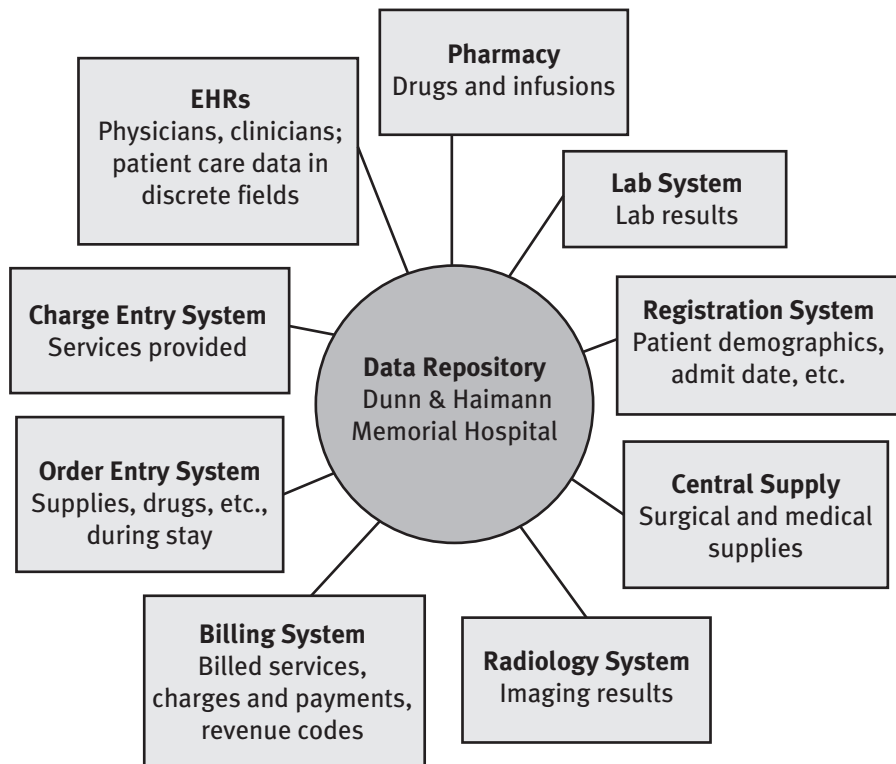 Pharmacy
Drugs and infusions
EHRs
Physicians, clinicians;
patient care data in
discrete fields
Lab System
Lab results
Charge Entry System
Services provided
Registration System
Patient demographics,
admit date, etc.
Data Repository
Dunn & Haimann
Memorial Hospital
Order Entry System
Supplies, drugs, etc.,
during stay
Central Supply
Surgical and medical
supplies
Billing System
Billed services,
charges and payments,
revenue codes
Radiology System
Imaging results